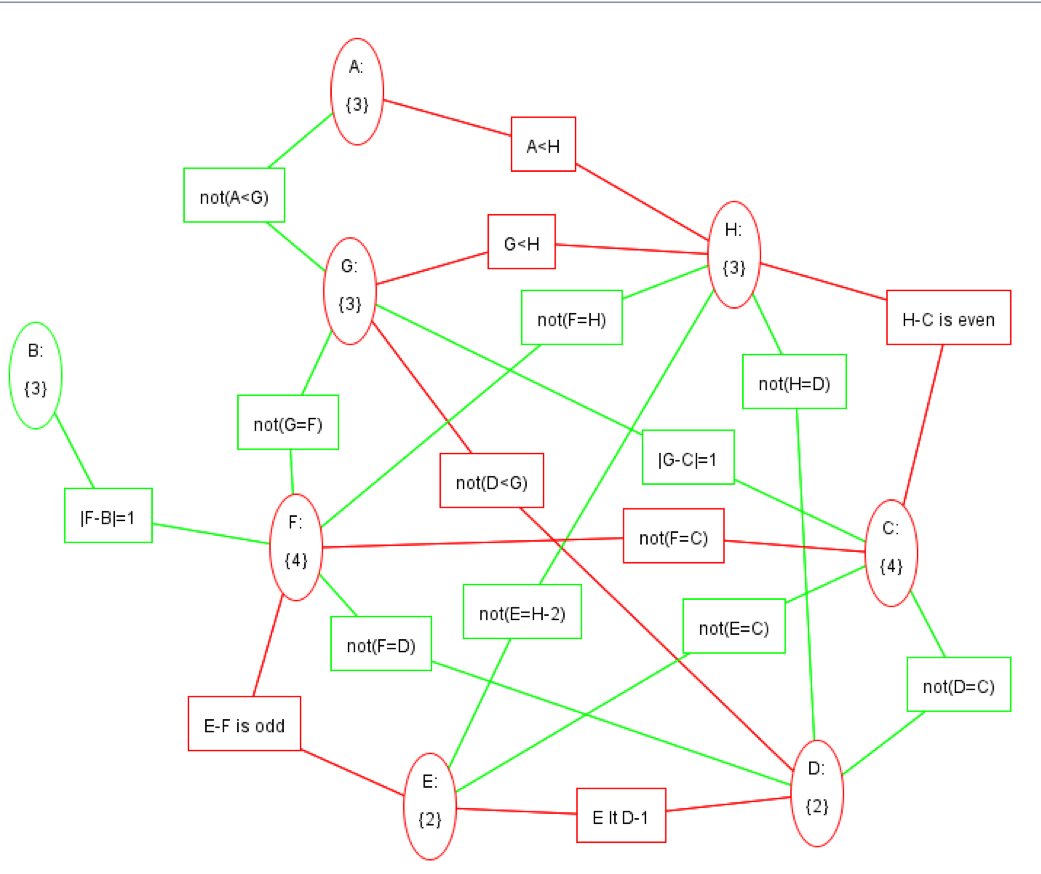 A:
{3}
A<H
not(A<G)
H:
{3}
G<H
G:
{3}
not(F=H)
H-C is even
B:
{3}
not(H=D)
not(G=F)
|G-C|=1
not(D<G)
|F-B|=1
F:
{4}
not(F=C)
C:
{4}
not(E=H-2)
not(E=C)
not(F=D)
not(D=C)
E-F is odd
E:
{2}
D:
{2}
E lt D-1